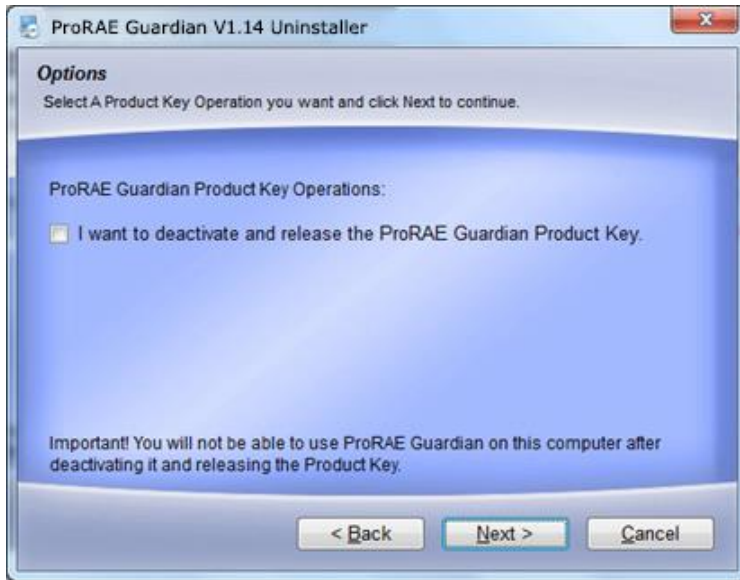 ProRAE Guardian V1.14 Uninstaller
Options
Select A Product Key Operation you want and click Next to continue.
ProRAE Guardian Product Key Operations:
I want to deactivate and release the ProRAE Guardian Product Key.
Important! You will not be able to use ProRAE Guardian on this computer after
deactivating it and releasing the Product Key.
< Back Next > Cancel